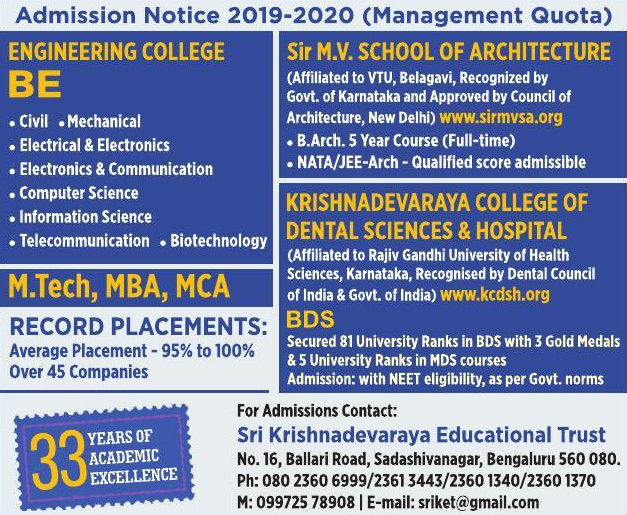 Admission Notice 2019-2020 (Management Quota)
ENGINEERING COLLEGE
BE
• Civil • Mechanical
• Electrical & Electronics
• Electronics & Communication
• Computer Science
• Information Science
• Telecommunication • Biotechnology
M.Tech, MBA, MCA
RECORD PLACEMENTS:
Average Placement - 95% to 100%
Over 45 Companies
Sir M.V. SCHOOL OF ARCHITECTURE
(Affiliated to VTU, Belagavi, Recognized by
Govt. of Karnataka and Approved by Council of
Architecture, New Delhi) www.sirmvsa.org
• B.Arch. 5 Year Course (Full-time)
• NATA/JEE-Arch - Qualified score admissible
KRISHNADEVARAYA COLLEGE OF
DENTAL SCIENCES & HOSPITAL
(Affiliated to Rajiv Gandhi University of Health
Sciences, Karnataka, Recognised by Dental Council
of India & Govt. of India) www.kcdsh.org
BDS
Secured 81 University Ranks in BDS with 3 Gold Medals
& 5 University Ranks in MDS courses
Admission: with NEET eligibility, as per Govt. norms
33 YEARS OF
ACADEMIC
EXCELLENCE
For Admissions Contact:
Sri Krishnadevaraya Educational Trust
No. 16, Ballari Road, Sadashivanagar, Bengaluru 560 080.
Ph: 080 2360 6999/2361 3443/2360 1340/2360 1370
M: 099725 78908 | E-mail: sriket@gmail.com